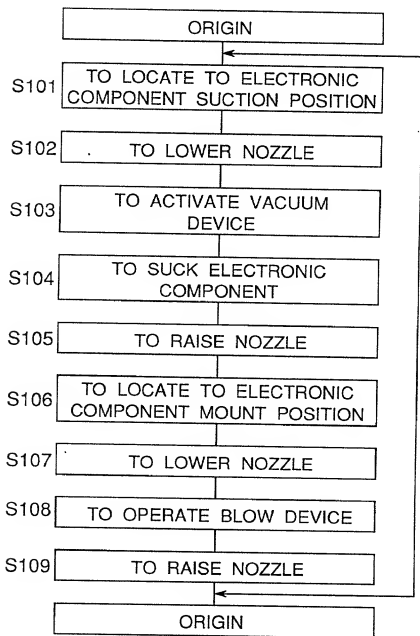 ORIGIN
S101 TO LOCATE TO ELECTRONIC
COMPONENT SUCTION POSITION
S102 TO LOWER NOZZLE
S103 TO ACTIVATE VACUUM
DEVICE
S104 TO SUCK ELECTRONIC
COMPONENT
S105 TO RAISE NOZZLE
S106 TO LOCATE TO ELECTRONIC
COMPONENT MOUNT POSITION
S107 TO LOWER NOZZLE
S108 TO OPERATE BLOW DEVICE
S109 TO RAISE NOZZLE
ORIGIN